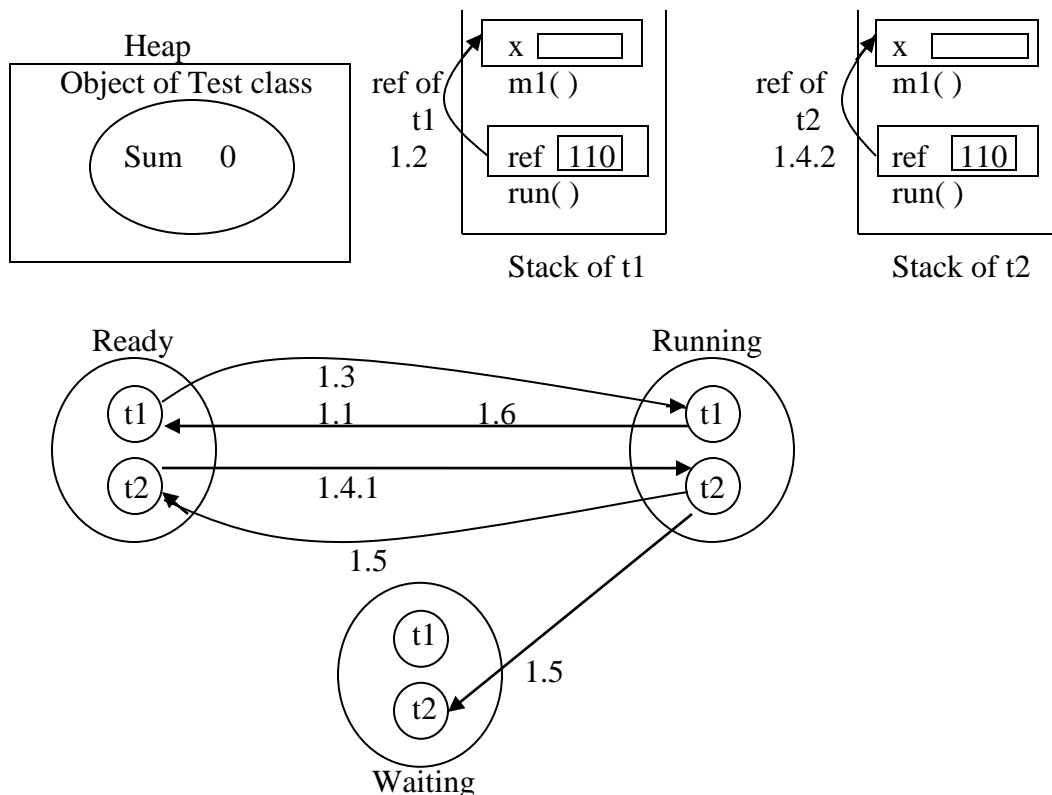 Heap
Object of Test class
Sum 0
ref of
t1
1.2
x
m1( )
ref 110
run( )
Stack of t1
ref of
t2
1.4.2
x
m1( )
ref 110
run( )
Stack of t2
Ready
t1
t2
1.3
1.1 1.6
1.4.1
1.5
Running
t1
t2
t1
t2
1.5
Waiting